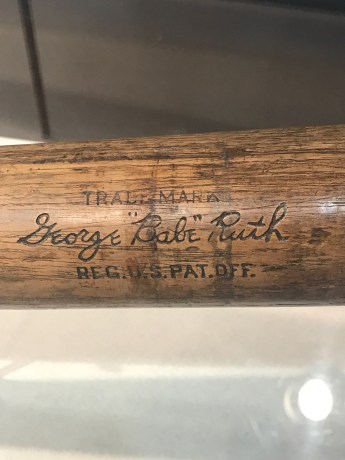 TRADE MARK
George "Babe" Ruth
REG. U.S. PAT. OFF.